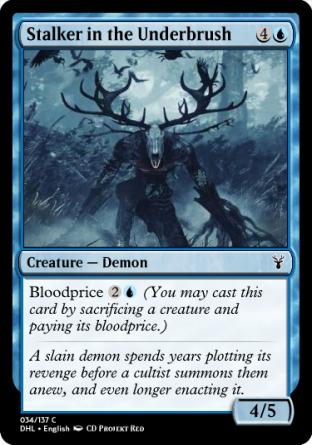 Stalker in the Underbrush 4
Creature — Demon
Bloodprice 2 (You may cast this
card by sacrificing a creature and
paying its bloodprice.)
A slain demon spends years plotting its
revenge before a cultist summons them
anew, and even longer enacting it.
4/5
034/137 C
DHL • English CD Projekt Red